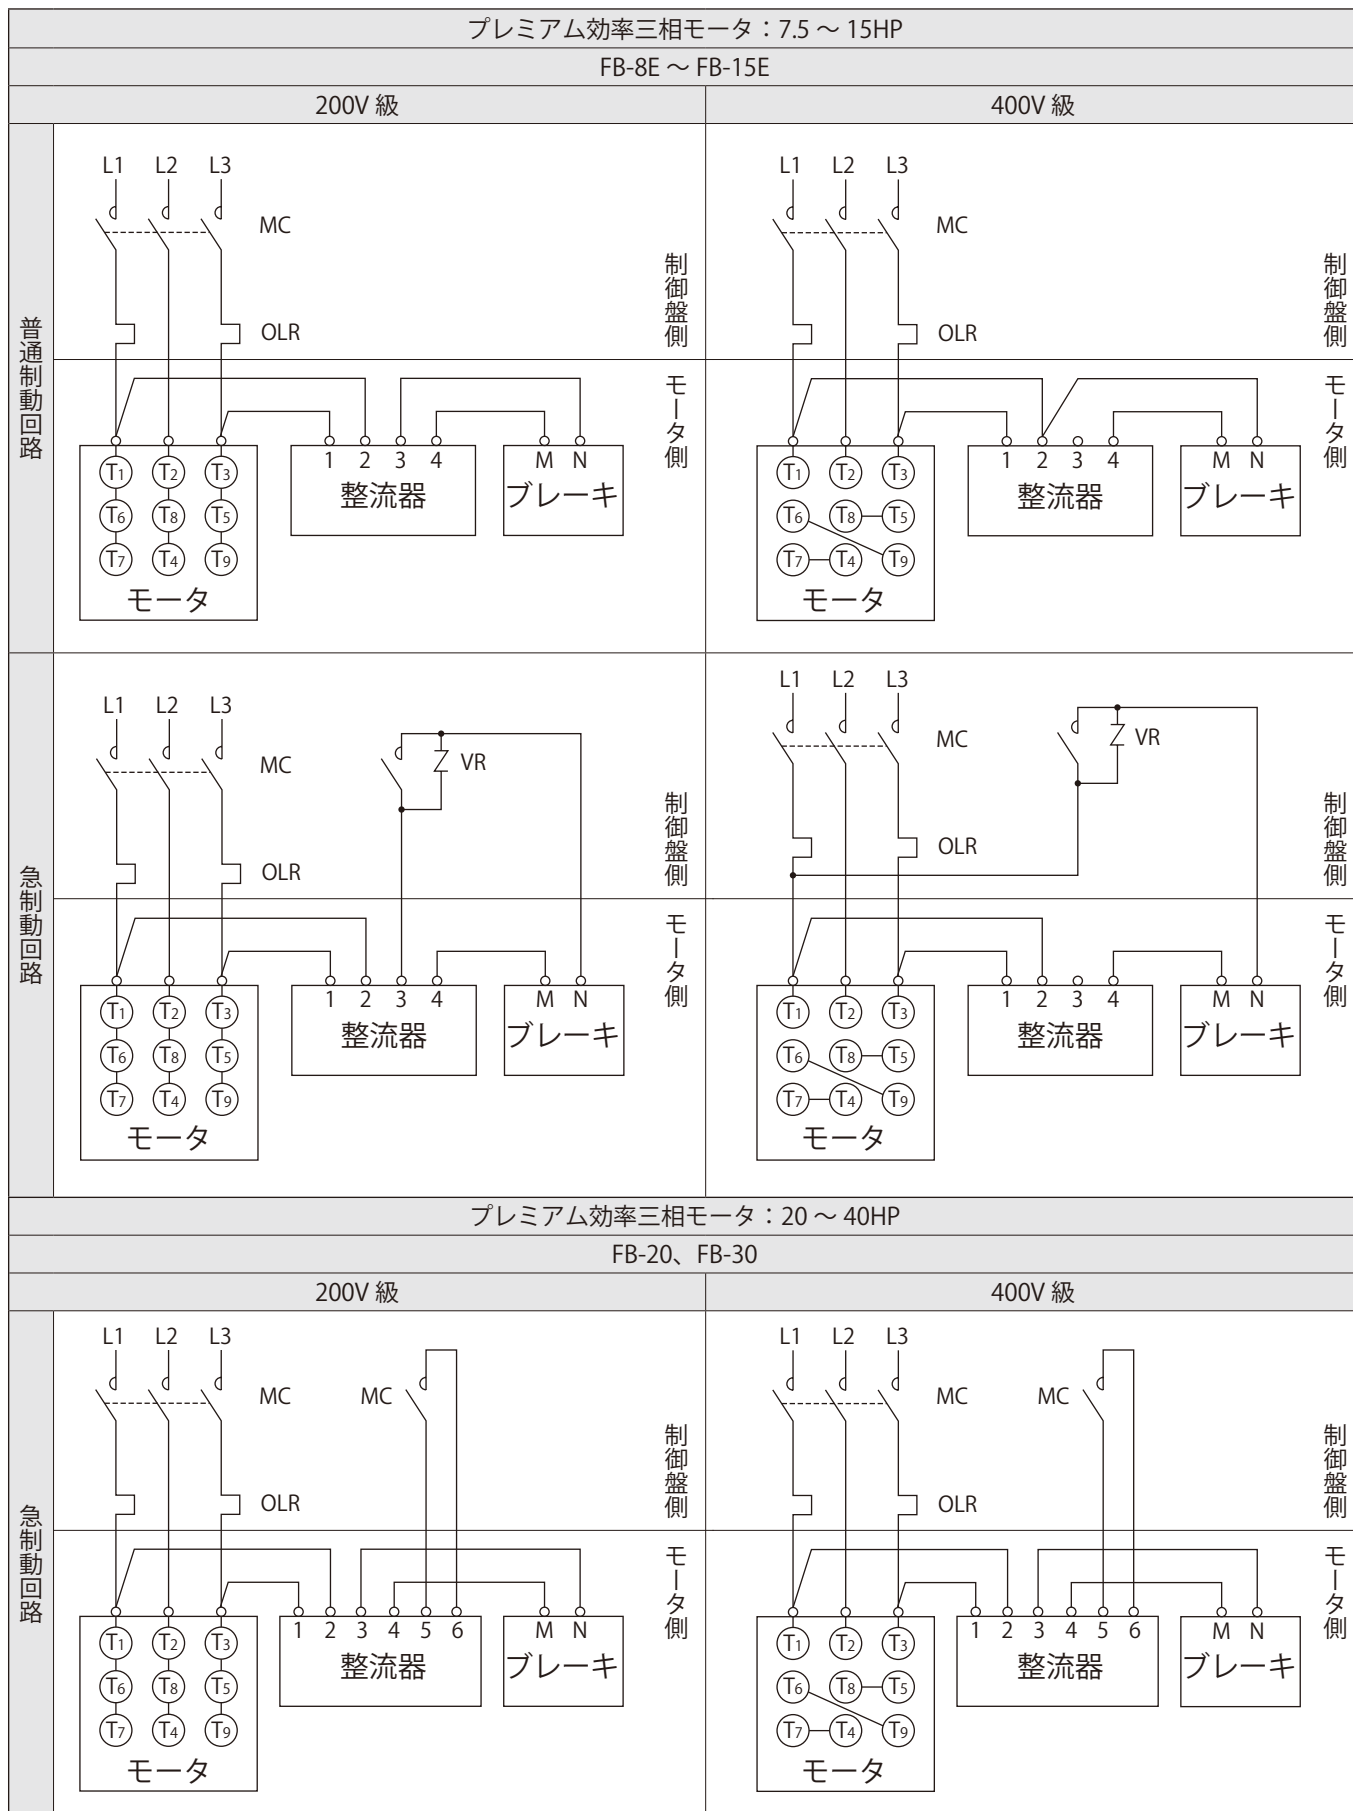 プレミアム効率三相モータ：7.5 ～ 15HP
FB-8E ～ FB-15E
200V 級
400V 級
普通制動回路
L1 L2 L3
MC
OLR
制御盤側
モータ側
1 2 3 4
M N
T1 T2 T3
T6 T8 T5
T7 T4 T9
整流器
ブレーキ
モータ
L1 L2 L3
MC
OLR
制御盤側
モータ側
1 2 3 4
M N
T1 T2 T3
T6 T8 T5
T7 T4 T9
整流器
ブレーキ
モータ
急制動回路
L1 L2 L3
MC
VR
OLR
制御盤側
モータ側
1 2 3 4
M N
T1 T2 T3
T6 T8 T5
T7 T4 T9
整流器
ブレーキ
モータ
L1 L2 L3
MC
VR
OLR
制御盤側
モータ側
1 2 3 4
M N
T1 T2 T3
T6 T8 T5
T7 T4 T9
整流器
ブレーキ
モータ
プレミアム効率三相モータ：20 ～ 40HP
FB-20、FB-30
200V 級
400V 級
急制動回路
L1 L2 L3
MC
MC
OLR
制御盤側
モータ側
1 2 3 4 5 6
M N
T1 T2 T3
T6 T8 T5
T7 T4 T9
整流器
ブレーキ
モータ
L1 L2 L3
MC
MC
OLR
制御盤側
モータ側
1 2 3 4 5 6
M N
T1 T2 T3
T6 T8 T5
T7 T4 T9
整流器
ブレーキ
モータ